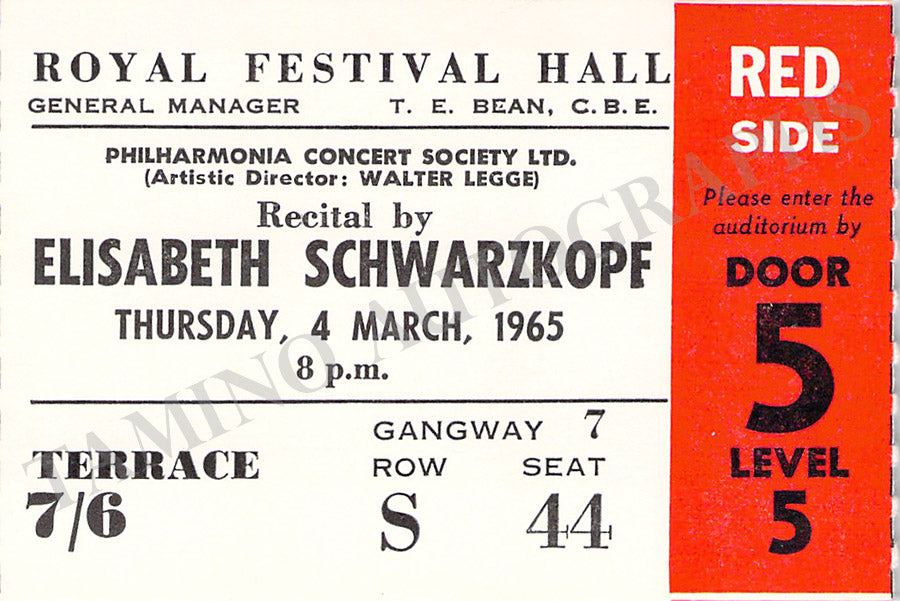 ROYAL FESTIVAL HALL
GENERAL MANAGER T. E. BEAN, C.B.E.
PHILHARMONIA CONCERT SOCIETY LTD.
(Artistic Director: WALTER LEGGE)
Recital by
ELISABETH SCHWARZKOPF
THURSDAY, 4 MARCH, 1965
8 p.m.
TERRACE
7/6
GANGWAY 7
ROW SEAT
S 44
RED
SIDE
Please enter the
auditorium by
DOOR
5
LEVEL
5
TAMINO AUTOGRAPHS